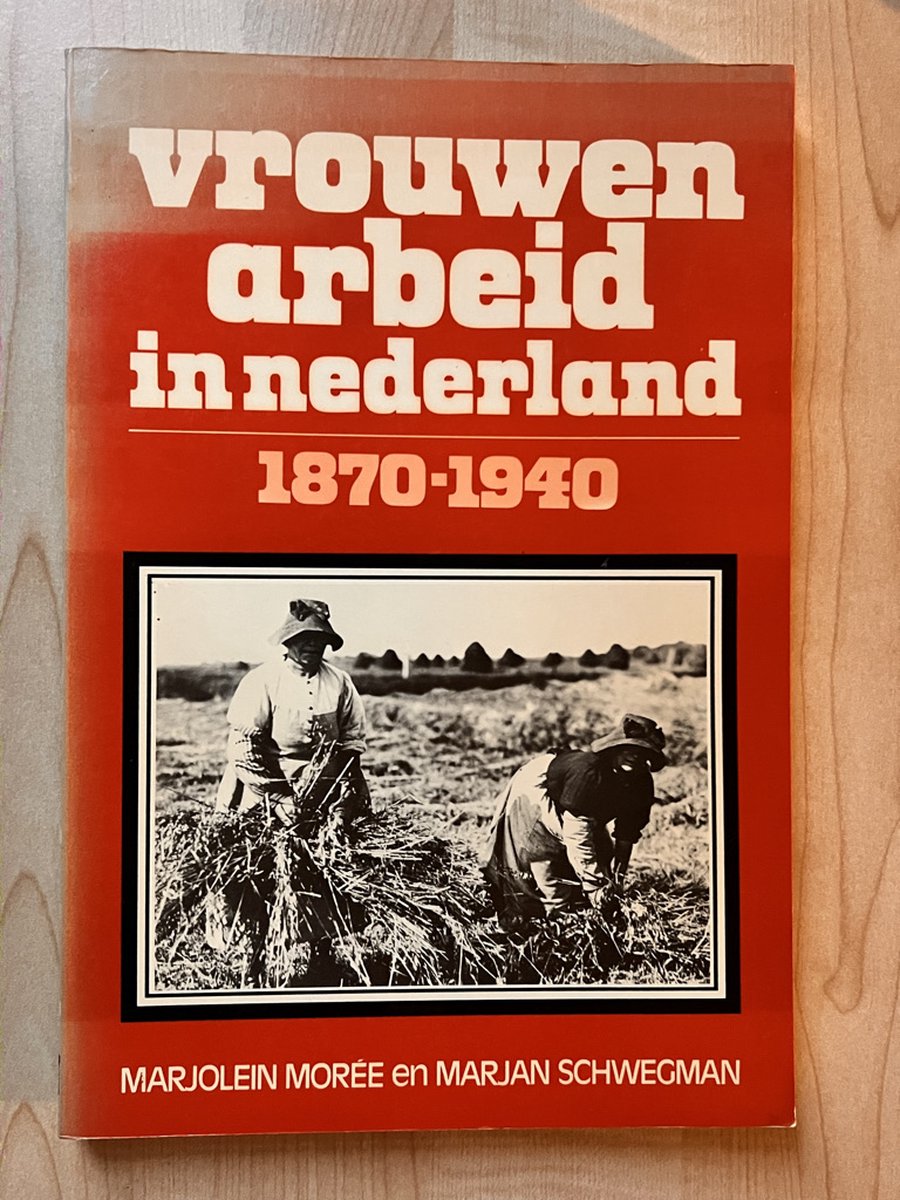 vrouwen
arbeid
in nederland
1870-1940
MARJOLEIN MORÉE en MARJAN SCHWEGMAN